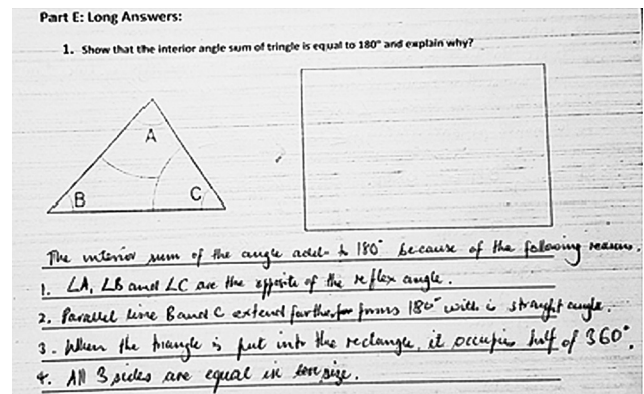 Part E: Long Answers:
1. Show that the interior angle sum of tringle is equal to 180° and explain why?
A
B
C
The interior sum of the angle adds to 180° because of the following reasons.
1. ∠A, ∠B and ∠C are the opposite of the reflex angle.
2. Paralel line B and C extend further forms 180° with is straight angle.
3. When the triangle is put into the rectangle, it occupies half of 360°.
4. All 3 sides are equal in size.